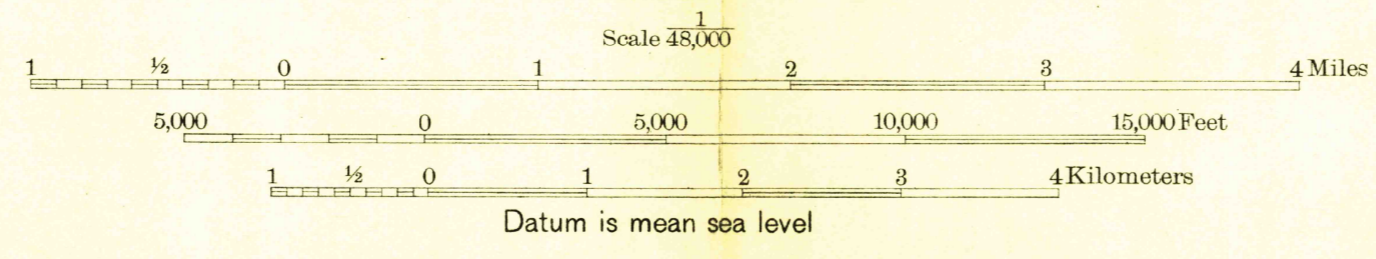 Scale 1/48,000
1 ½ 0 1 2 3 4 Miles
5,000 0 5,000 10,000 15,000 Feet
1 ½ 0 1 2 3 4 Kilometers
Datum is mean sea level